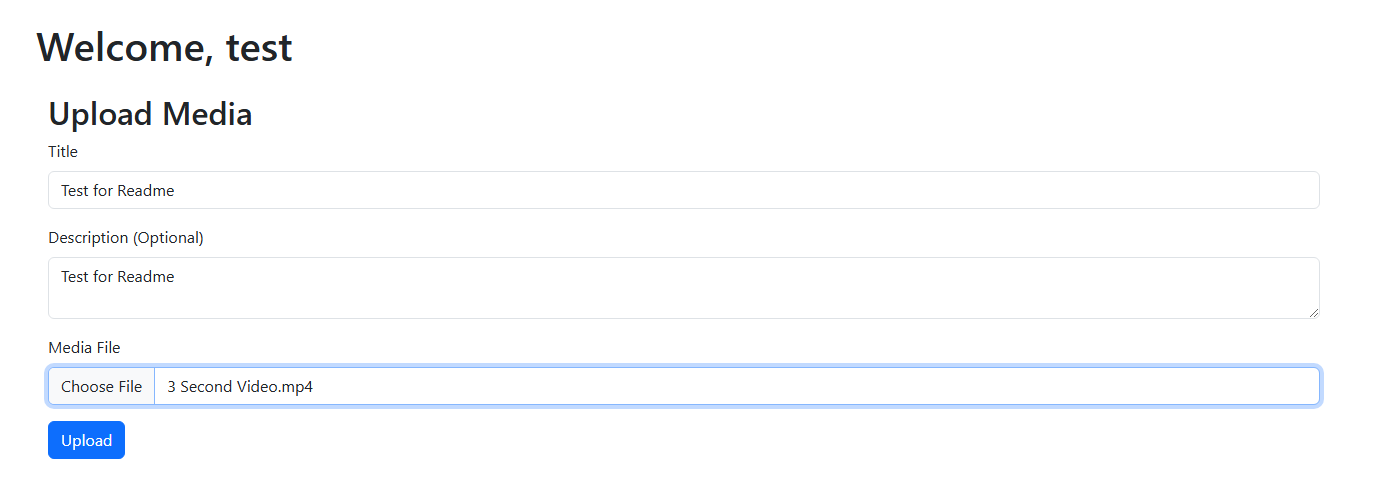 Welcome, test
Upload Media
Title
Test for Readme
Description (Optional)
Test for Readme
Media File
Choose File 3 Second Video.mp4
Upload